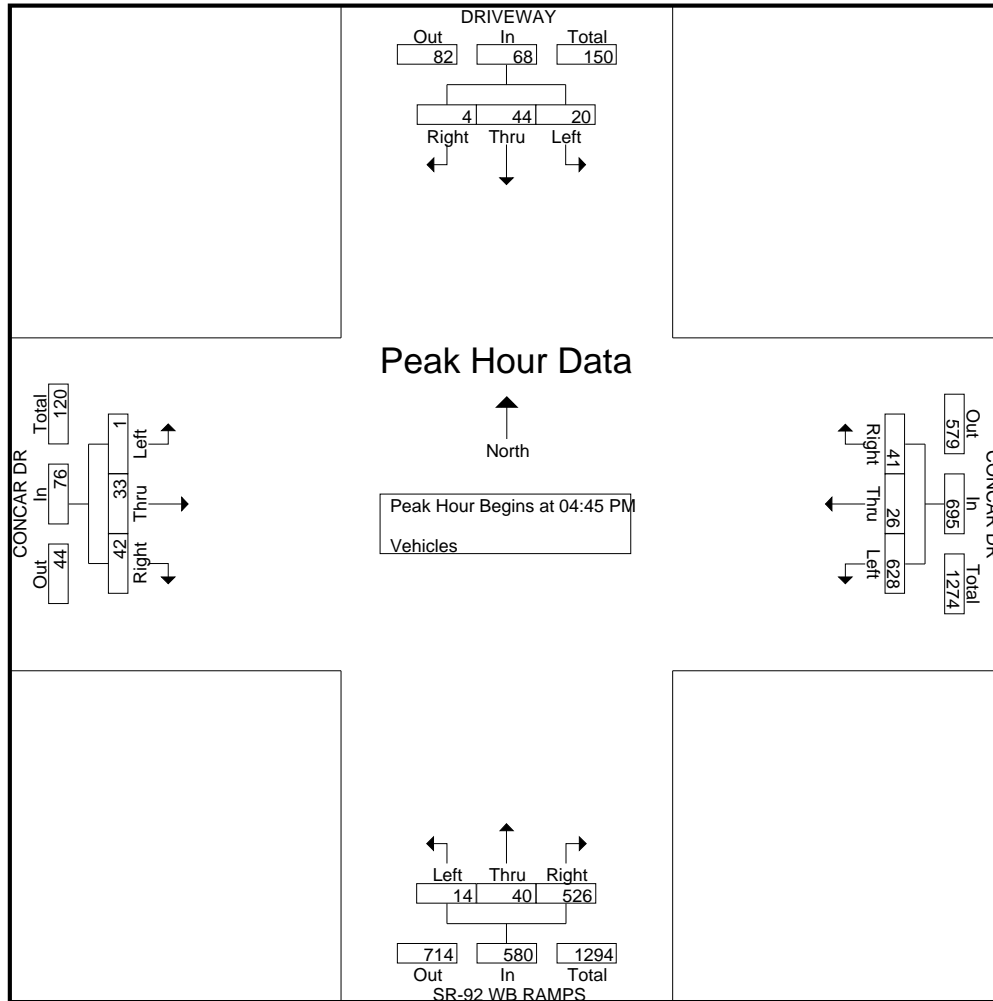 DRIVEWAY
Out In Total
82 68 150
4 44 20
Right Thru Left
Peak Hour Data
North
Peak Hour Begins at 04:45 PM
Vehicles
CONCAR DR
Total In Out
120 76 44
1 33 42
Left Thru Right
Right Thru Left
41 26 628
579 695 1274
Out In Total
CONCAR DR
Left Thru Right
14 40 526
714 580 1294
Out In Total
SR-92 WB RAMPS